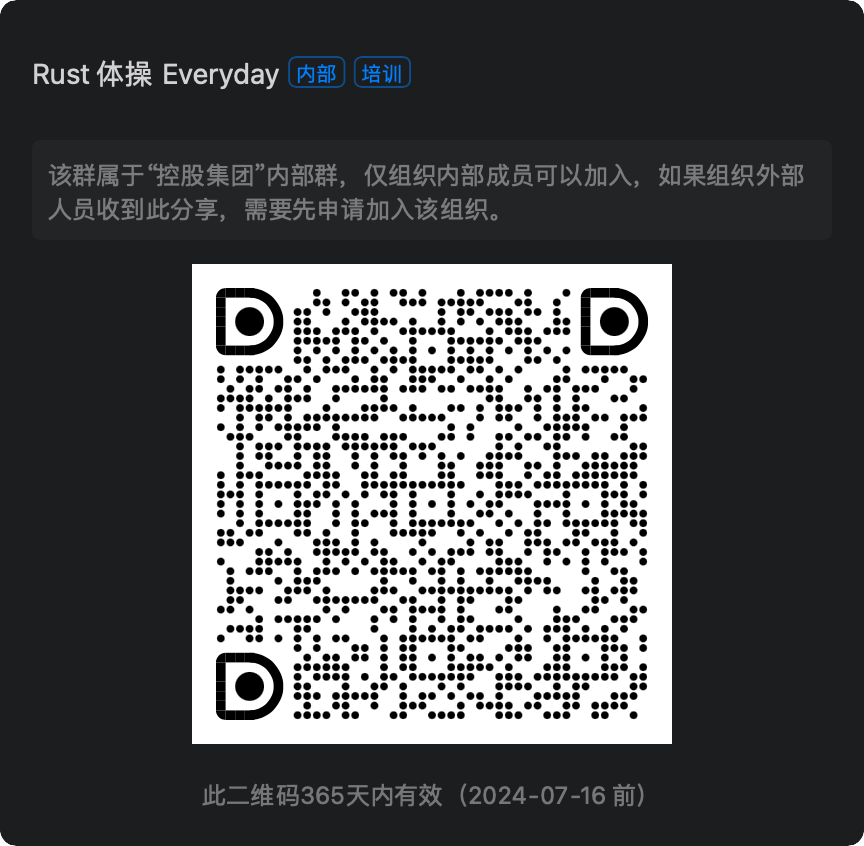 Rust 体操 Everyday 内部 培训
该群属于“控股集团”内部群，仅组织内部成员可以加入，如果组织外部
人员收到此分享，需要先申请加入该组织。
此二维码365天内有效（2024-07-16 前）